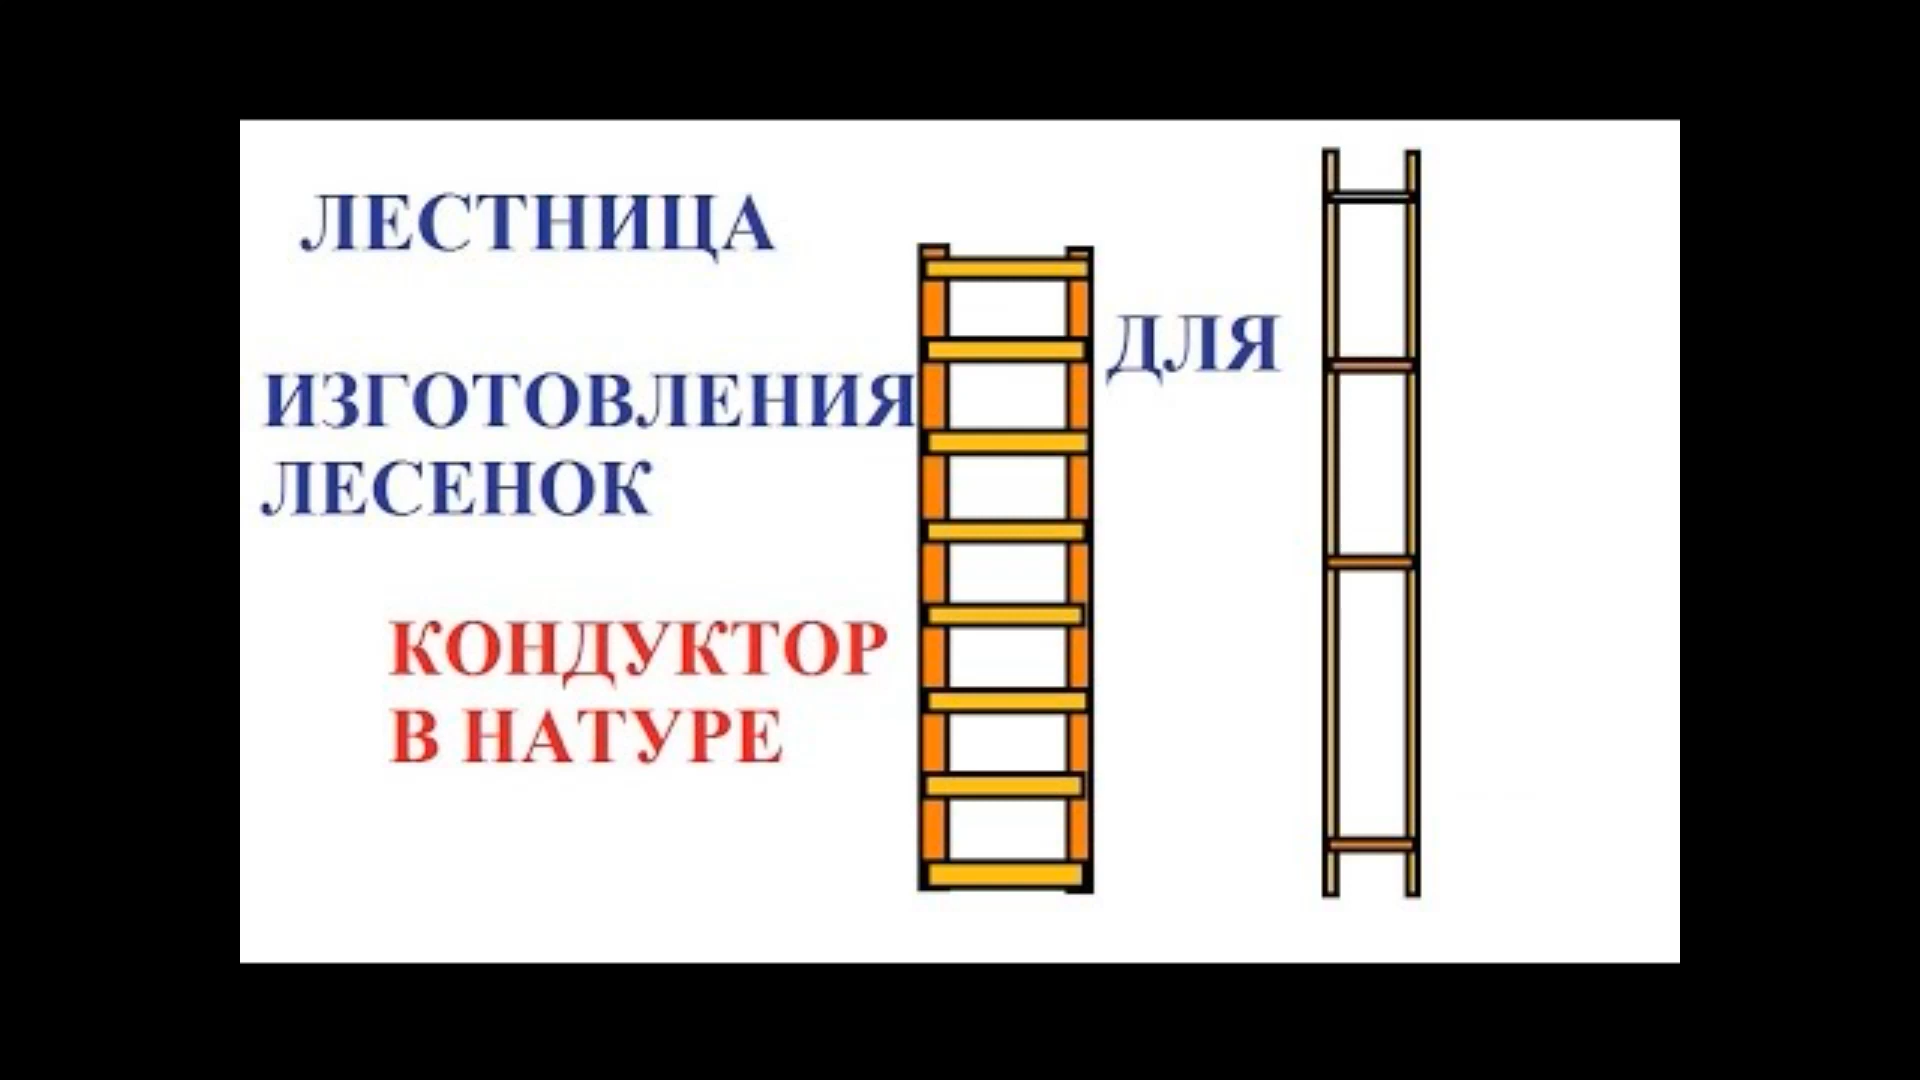 ЛЕСТНИЦА
ДЛЯ
ИЗГОТОВЛЕНИЯ
ЛЕСЕНОК
КОНДУКТОР
В НАТУРЕ